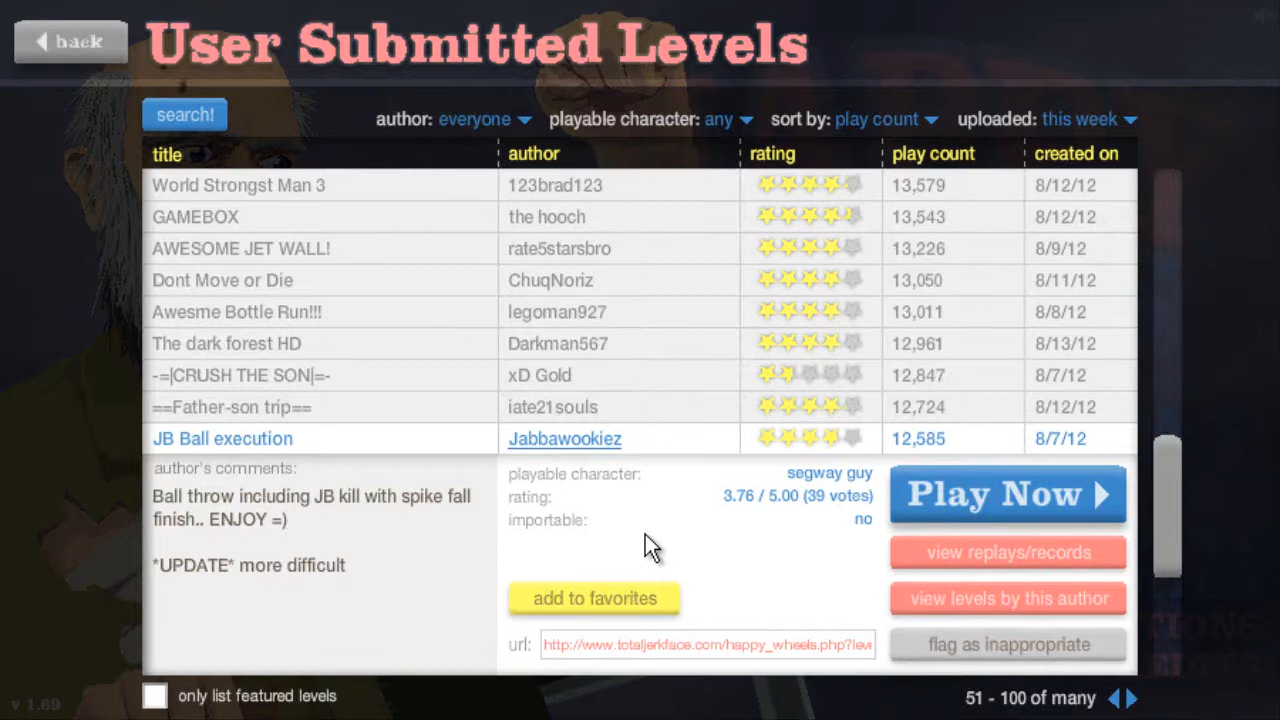 back
User Submitted Levels
search!
author: everyone playable character: any sort by: play count uploaded: this week
title author rating play count created on
World Strongst Man 3 123brad123 13,579 8/12/12
GAMEBOX the hooch 13,543 8/12/12
AWESOME JET WALL! rate5starsbro 13,226 8/9/12
Dont Move or Die ChuqNoriz 13,050 8/11/12
Awesme Bottle Run!!! legoman927 13,011 8/8/12
The dark forest HD Darkman567 12,961 8/13/12
-=|CRUSH THE SON|=- xD Gold 12,847 8/7/12
==Father-son trip== iate21souls 12,724 8/12/12
JB Ball execution Jabbawookiez 12,585 8/7/12
author's comments:
Ball throw including JB kill with spike fall
finish.. ENJOY =)
*UPDATE* more difficult
playable character: segway guy
rating: 3.76 / 5.00 (39 votes)
importable: no
add to favorites
url: http://www.totaljerkface.com/happy_wheels.php?leve
Play Now
view replays/records
view levels by this author
flag as inappropriate
only list featured levels
51 - 100 of many
v 1.69